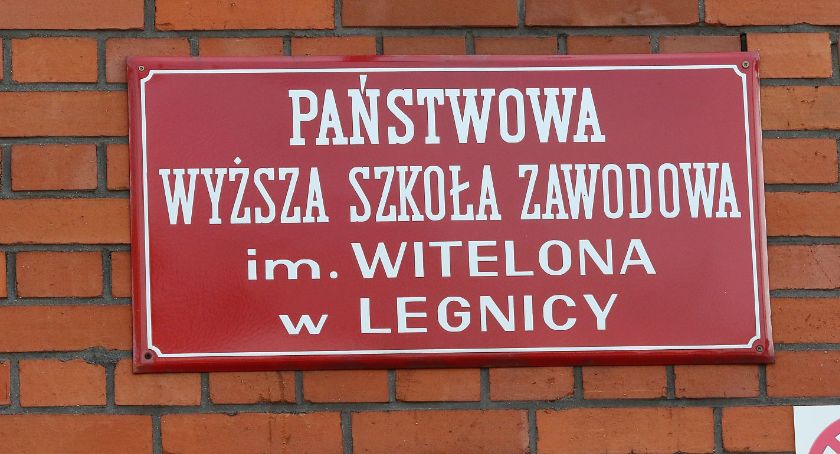 PAŃSTWOWA
WYŻSZA SZKOŁA ZAWODOWA
im. WITELONA
w LEGNICY